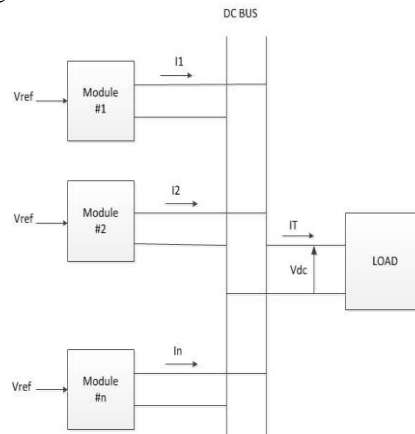 DC BUS
I1
Vref
Module
#1
I2
Vref
Module
#2
IT
Vdc
LOAD
In
Vref
Module
#n